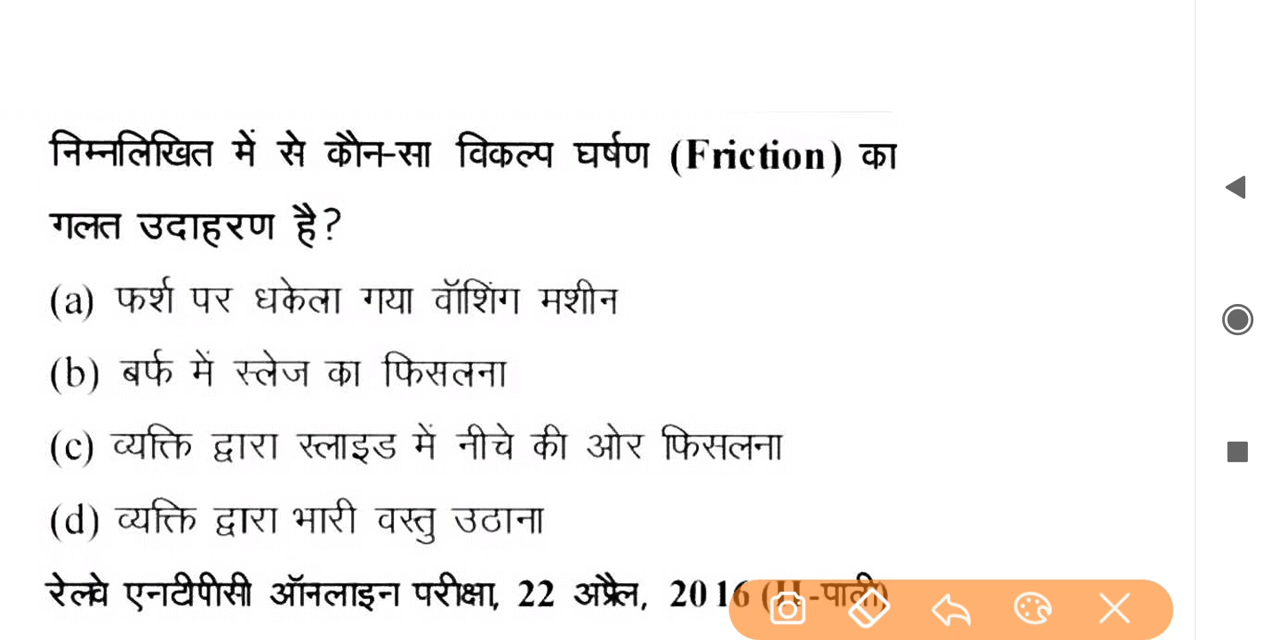 निम्नलिखित में से कौन-सा विकल्प घर्षण (Friction) का
गलत उदाहरण है?
(a) फर्श पर धकेला गया वॉशिंग मशीन
(b) बर्फ में स्लेज का फिसलना
(c) व्यक्ति द्वारा स्लाइड में नीचे की ओर फिसलना
(d) व्यक्ति द्वारा भारी वस्तु उठाना
रेलवे एनटीपीसी ऑनलाइन परीक्षा, 22 अप्रैल, 2016 (II-पाली)